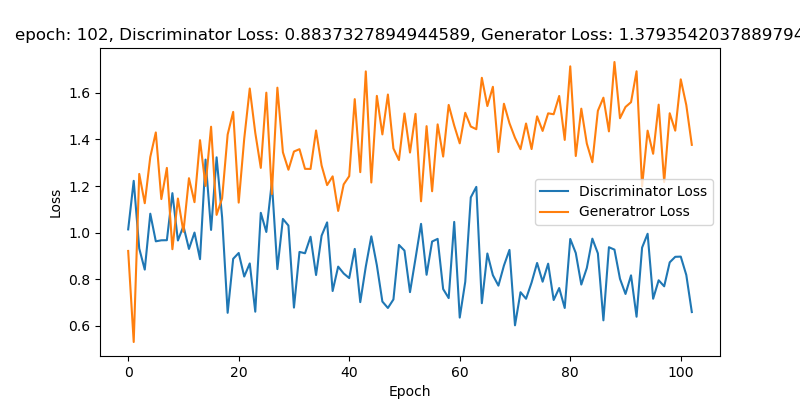 epoch: 102, Discriminator Loss: 0.8837327894944589, Generator Loss: 1.3793542037889794
1.6
1.4
1.2
1.0
0.8
0.6
Loss
Discriminator Loss
Generatror Loss
0 20 40 60 80 100
Epoch